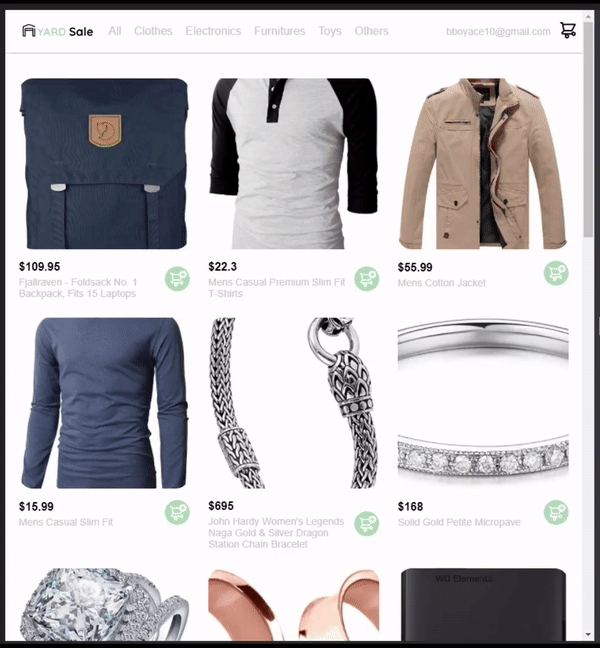 YARD Sale All Clothes Electronics Furnitures Toys Others bboyace10@gmail.com
$109.95
Fjallraven - Foldsack No. 1
Backpack, Fits 15 Laptops
$22.3
Mens Casual Premium Slim Fit
T-Shirts
$55.99
Mens Cotton Jacket
$15.99
Mens Casual Slim Fit
$695
John Hardy Women's Legends
Naga Gold & Silver Dragon
Station Chain Bracelet
$168
Solid Gold Petite Micropave
WD Elements